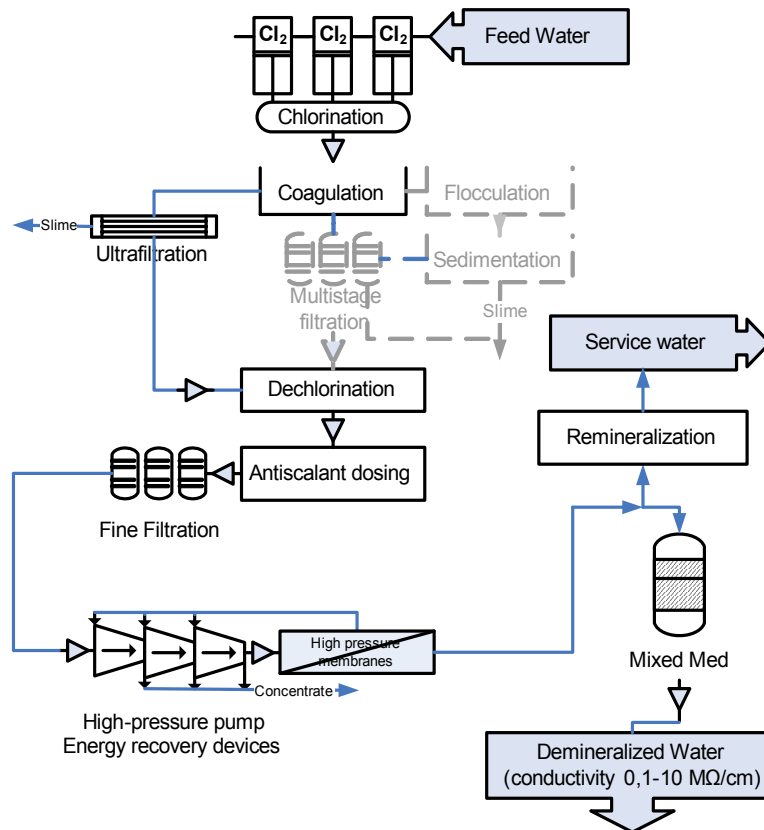 Cl₂ Cl₂ Cl₂
Feed Water
Chlorination
Coagulation
Flocculation
Slime
Ultrafiltration
Sedimentation
Multistage
filtration
Slime
Service water
Dechlorination
Remineralization
Antiscalant dosing
Fine Filtration
High pressure
membranes
Mixed Med
Concentrate
High-pressure pump
Energy recovery devices
Demineralized Water
(conductivity 0,1-10 MΩ/cm)